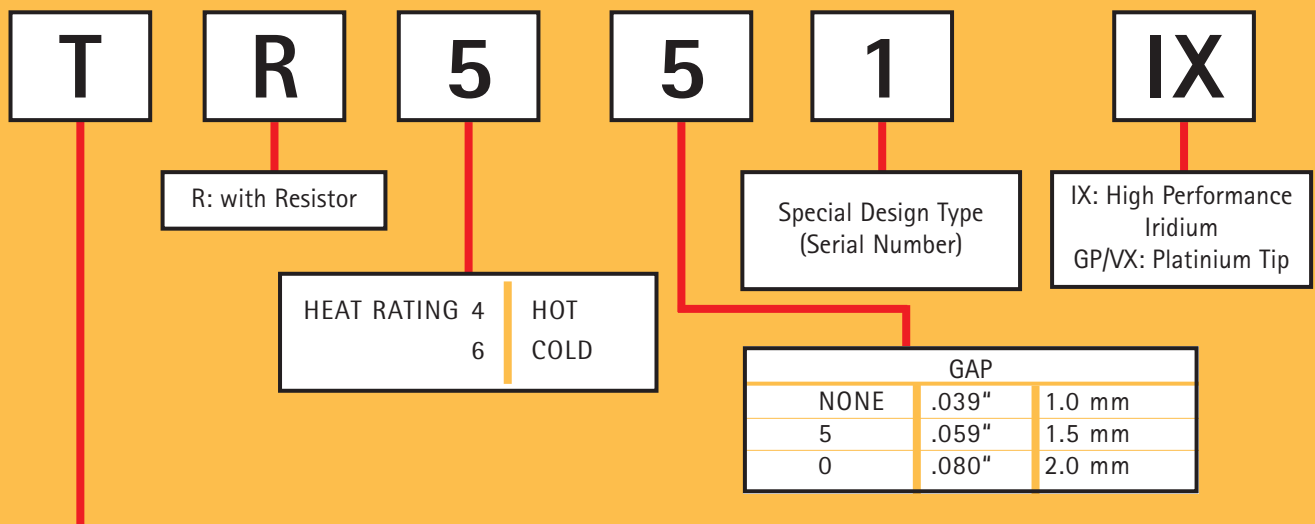 T R 5 5 1 IX
R: with Resistor
Special Design Type
(Serial Number)
IX: High Performance
Iridium
GP/VX: Platinium Tip
HEAT RATING 4 HOT
6 COLD
GAP
NONE .039" 1.0 mm
5 .059" 1.5 mm
0 .080" 2.0 mm